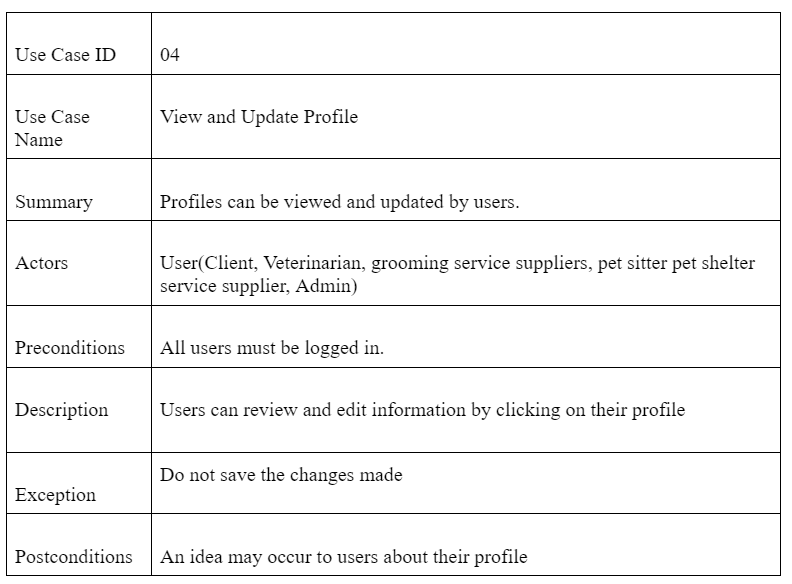 Use Case ID 04
Use Case
Name
View and Update Profile
Summary Profiles can be viewed and updated by users.
Actors User(Client, Veterinarian, grooming service suppliers, pet sitter pet shelter
service supplier, Admin)
Preconditions All users must be logged in.
Description Users can review and edit information by clicking on their profile
Exception Do not save the changes made
Postconditions An idea may occur to users about their profile